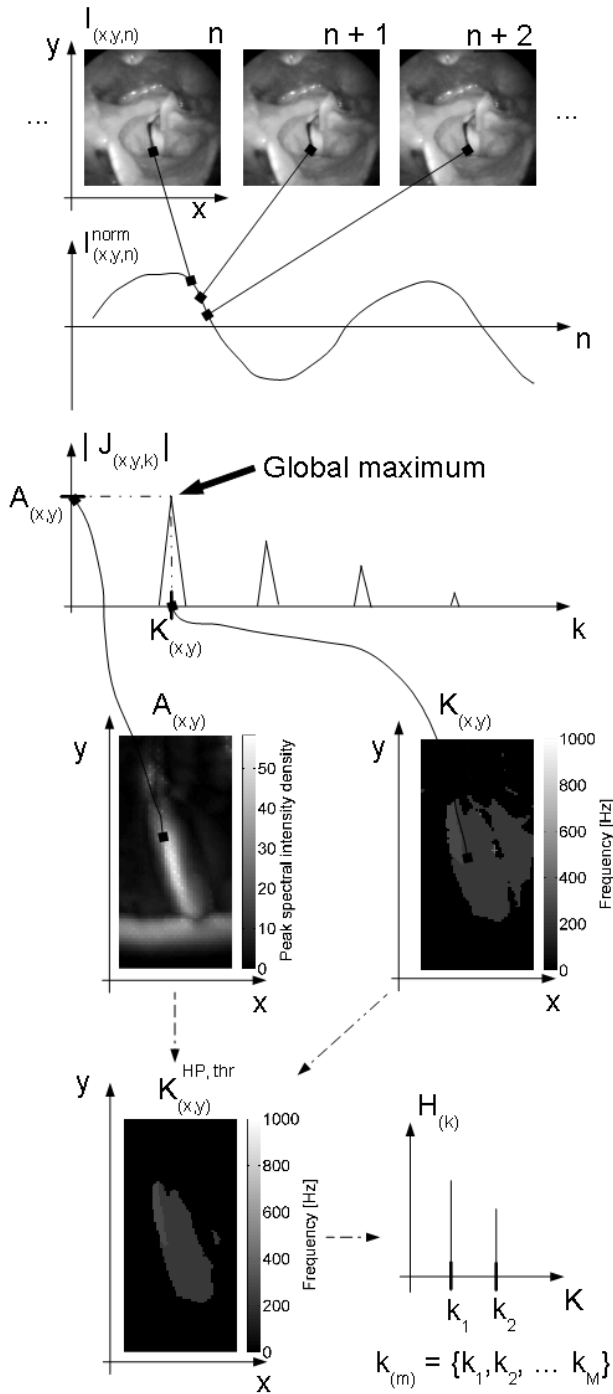 I(x,y,n)
y
n
n + 1
n + 2
...
...
x
I norm (x,y,n)
n
| J(x,y,k) |
Global maximum
A(x,y)
K(x,y)
k
A(x,y)
y
50
40
30
20
10
0
Peak spectral intensity density
x
K(x,y)
y
1000
800
600
400
200
0
Frequency [Hz]
x
K HP, thr (x,y)
y
1000
800
600
400
200
0
Frequency [Hz]
x
H(k)
k1 k2
K
k(m) = {k1,k2, ... kM}